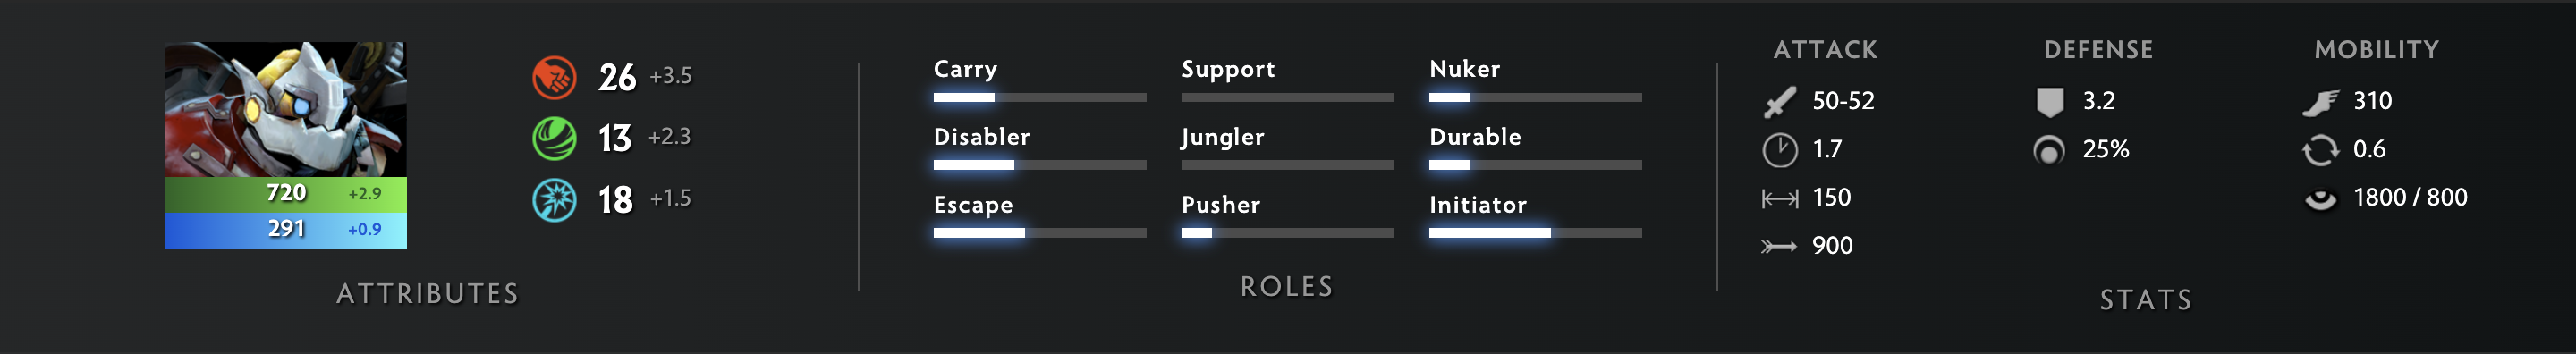 720 +2.9
291 +0.9
26 +3.5
13 +2.3
18 +1.5
ATTRIBUTES
Carry
Support
Nuker
Disabler
Jungler
Durable
Escape
Pusher
Initiator
ROLES
ATTACK
50-52
1.7
150
900
DEFENSE
3.2
25%
MOBILITY
310
0.6
1800 / 800
STATS